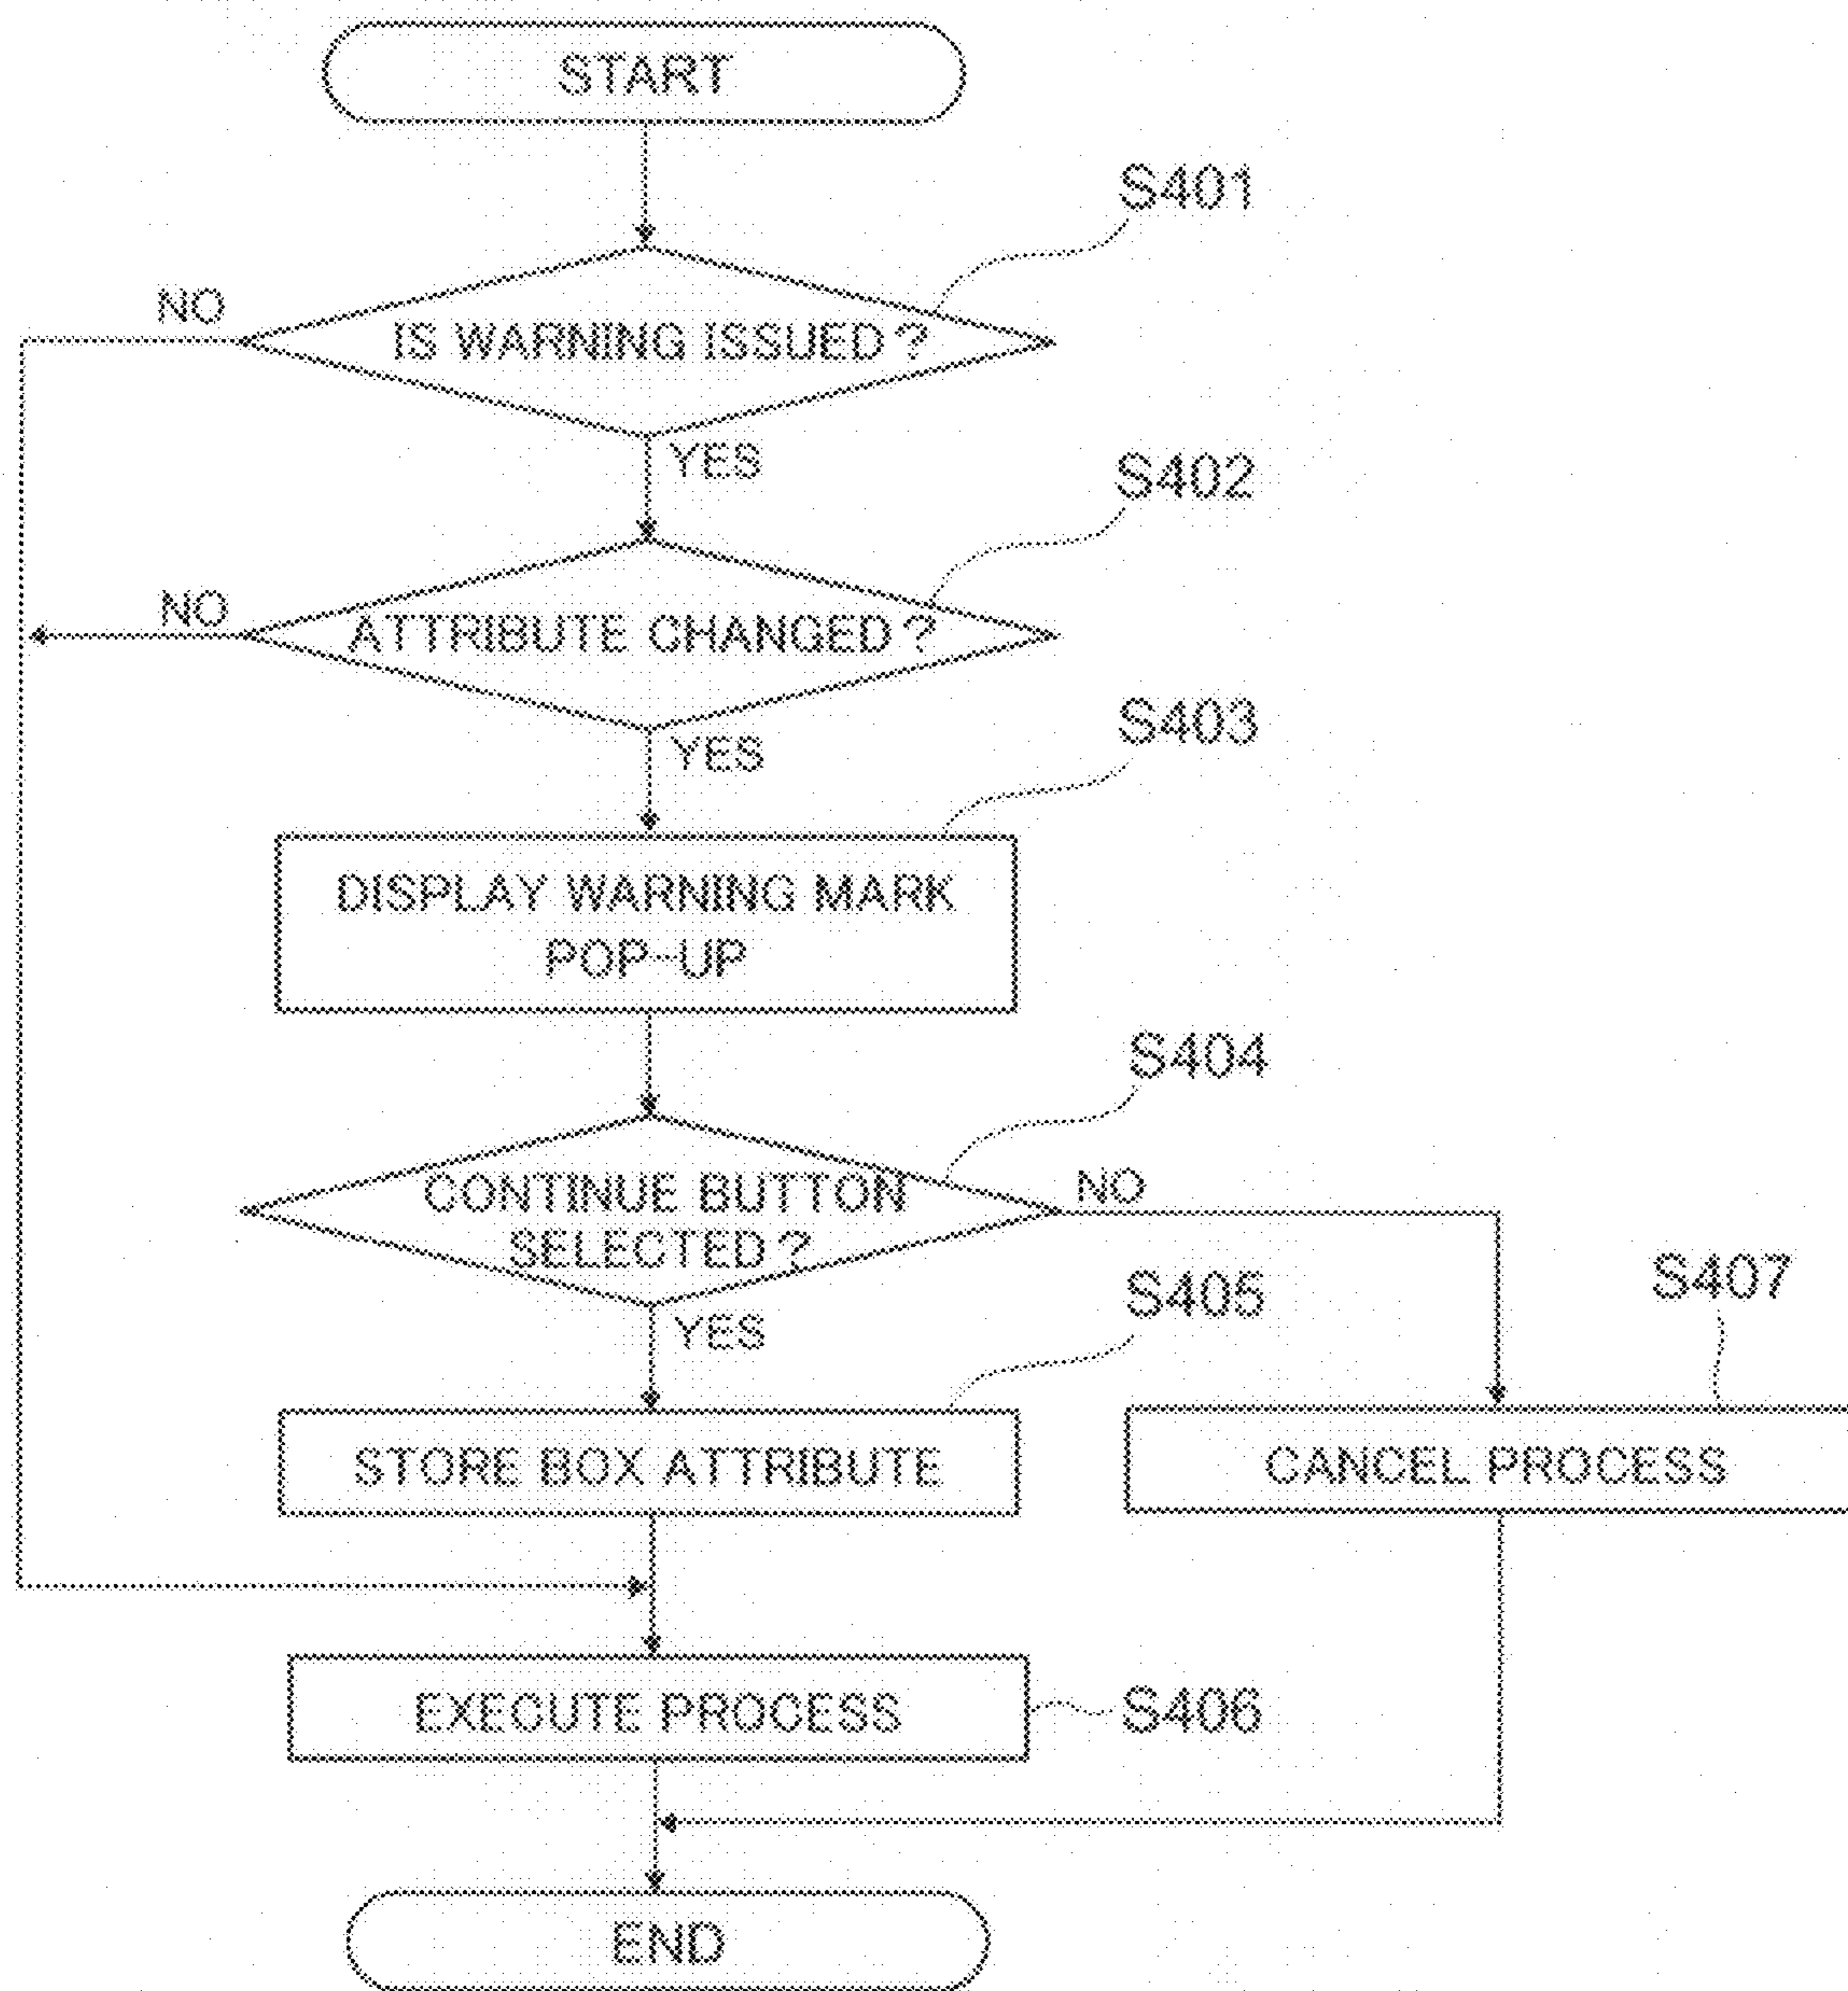 START
S401
NO
IS WARNING ISSUED?
YES
S402
NO
ATTRIBUTE CHANGED?
YES
S403
DISPLAY WARNING MARK
POP-UP
S404
CONTINUE BUTTON
SELECTED?
NO
YES
S405
S407
STORE BOX ATTRIBUTE
CANCEL PROCESS
EXECUTE PROCESS
S406
END